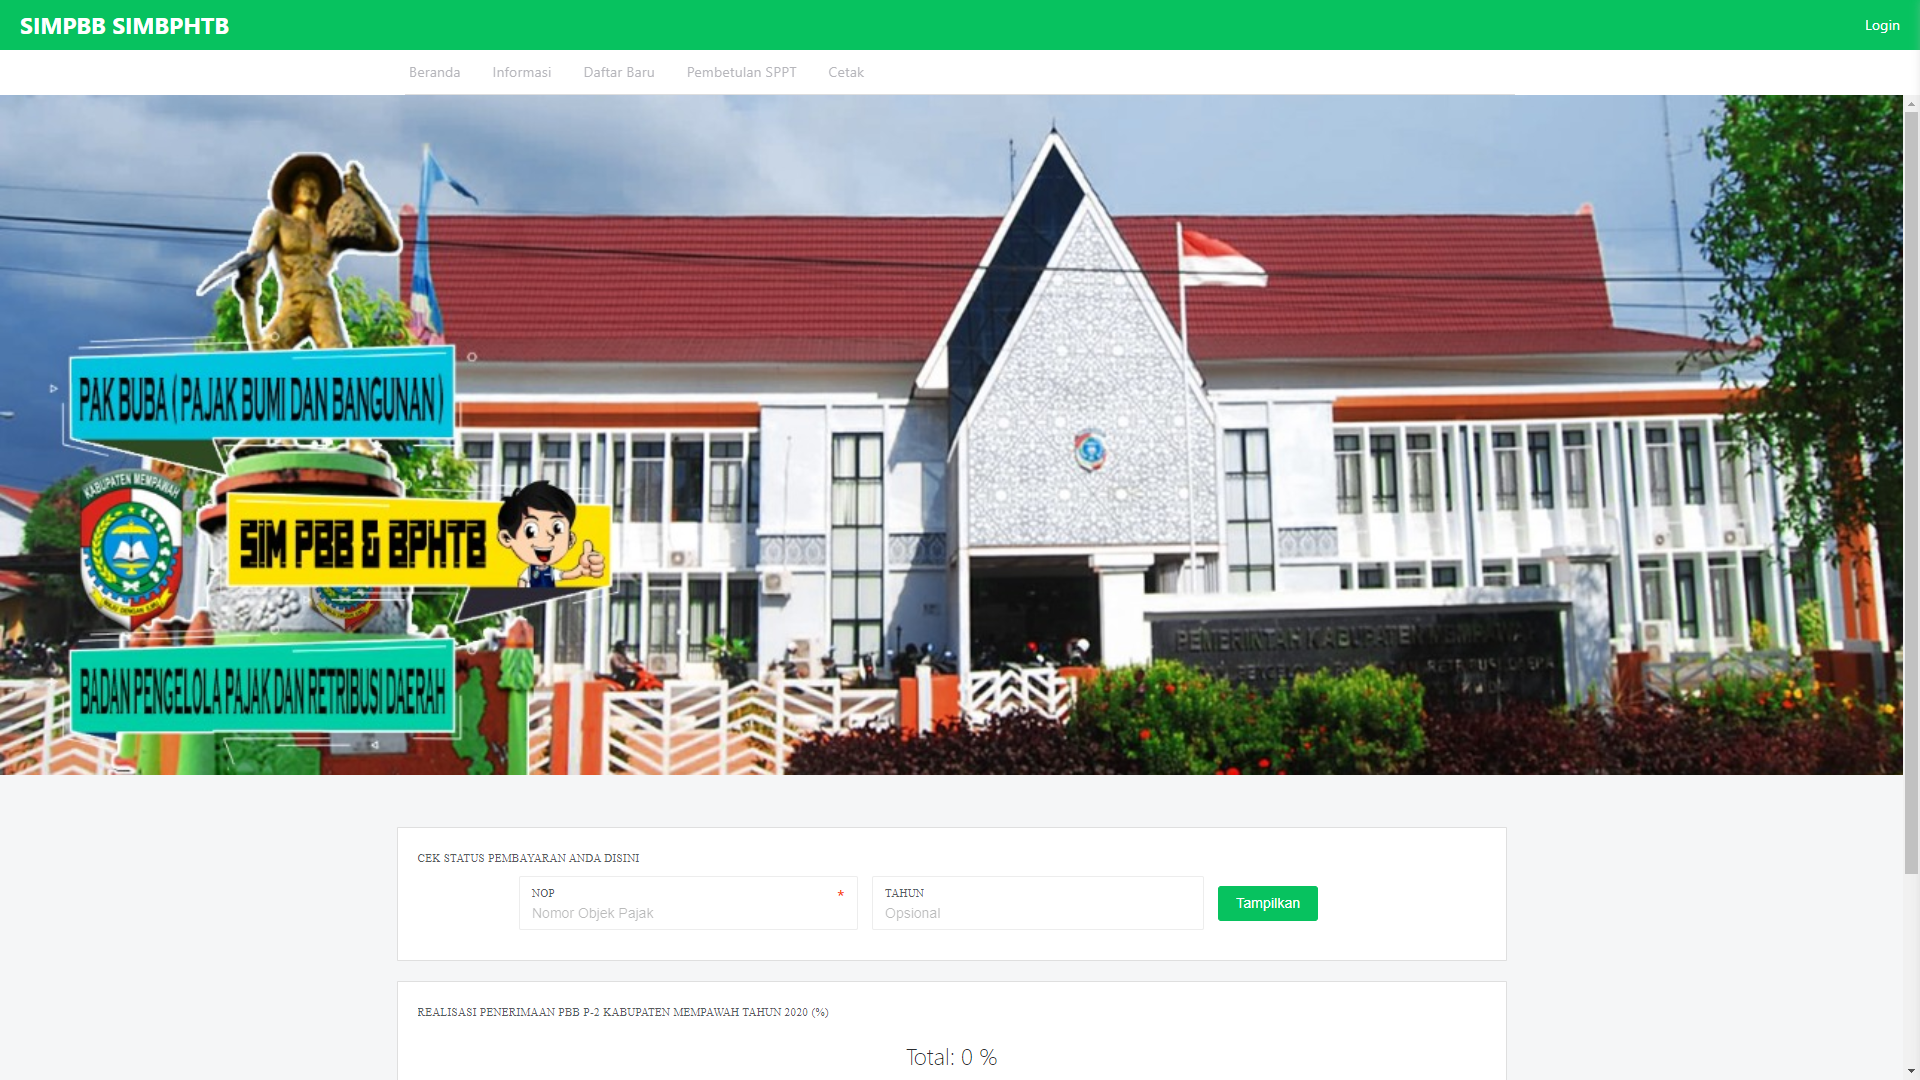 SIMPBB SIMBPHTB
Login
Beranda Informasi Daftar Baru Pembetulan SPPT Cetak
PAK BUBA ( PAJAK BUMI DAN BANGUNAN )
KABUPATEN MEMPAWAH
SIM PBB & BPHTB
BADAN PENGELOLA PAJAK DAN RETRIBUSI DAERAH
PEMERINTAH KABUPATEN MEMPAWAH
RETRIBUSI DAERAH
CEK STATUS PEMBAYARAN ANDA DISINI
NOP *
Nomor Objek Pajak
TAHUN
Opsional
Tampilkan
REALISASI PENERIMAAN PBB P-2 KABUPATEN MEMPAWAH TAHUN 2020 (%)
Total: 0 %